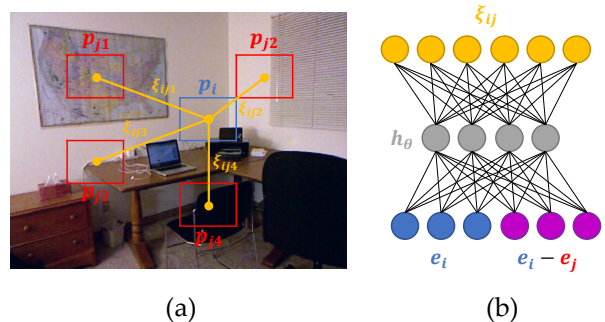 p_{j1}
p_{j2}
ξ_{ij1}
p_i
ξ_{ij2}
ξ_{ij3}
p_{j3}
ξ_{ij4}
p_{j4}
(a)
ξ_{ij}
h_θ
e_i
e_i − e_j
(b)